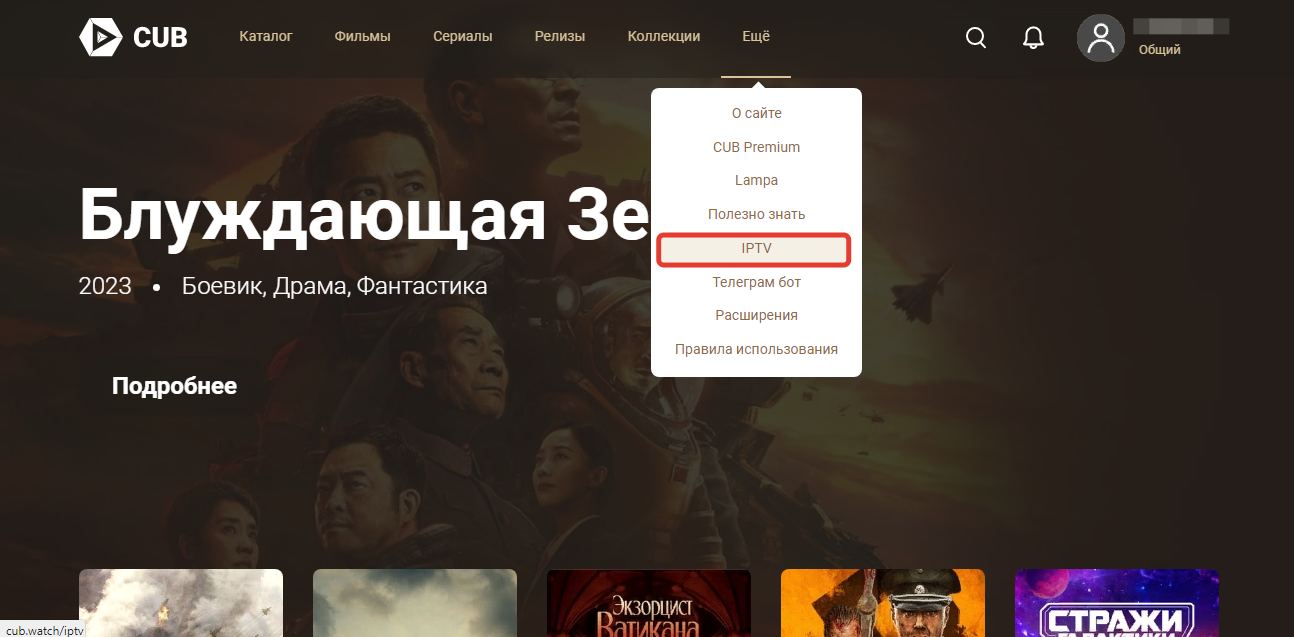 CUB
Каталог
Фильмы
Сериалы
Релизы
Коллекции
Ещё
Общий
О сайте
CUB Premium
Lampa
Полезно знать
IPTV
Телеграм бот
Расширения
Правила использования
Блуждающая Зе
2023 • Боевик, Драма, Фантастика
Подробнее
Экзорцист
Ватикана
СТРАЖИ
ГАЛАКТИКИ
cub.watch/iptv